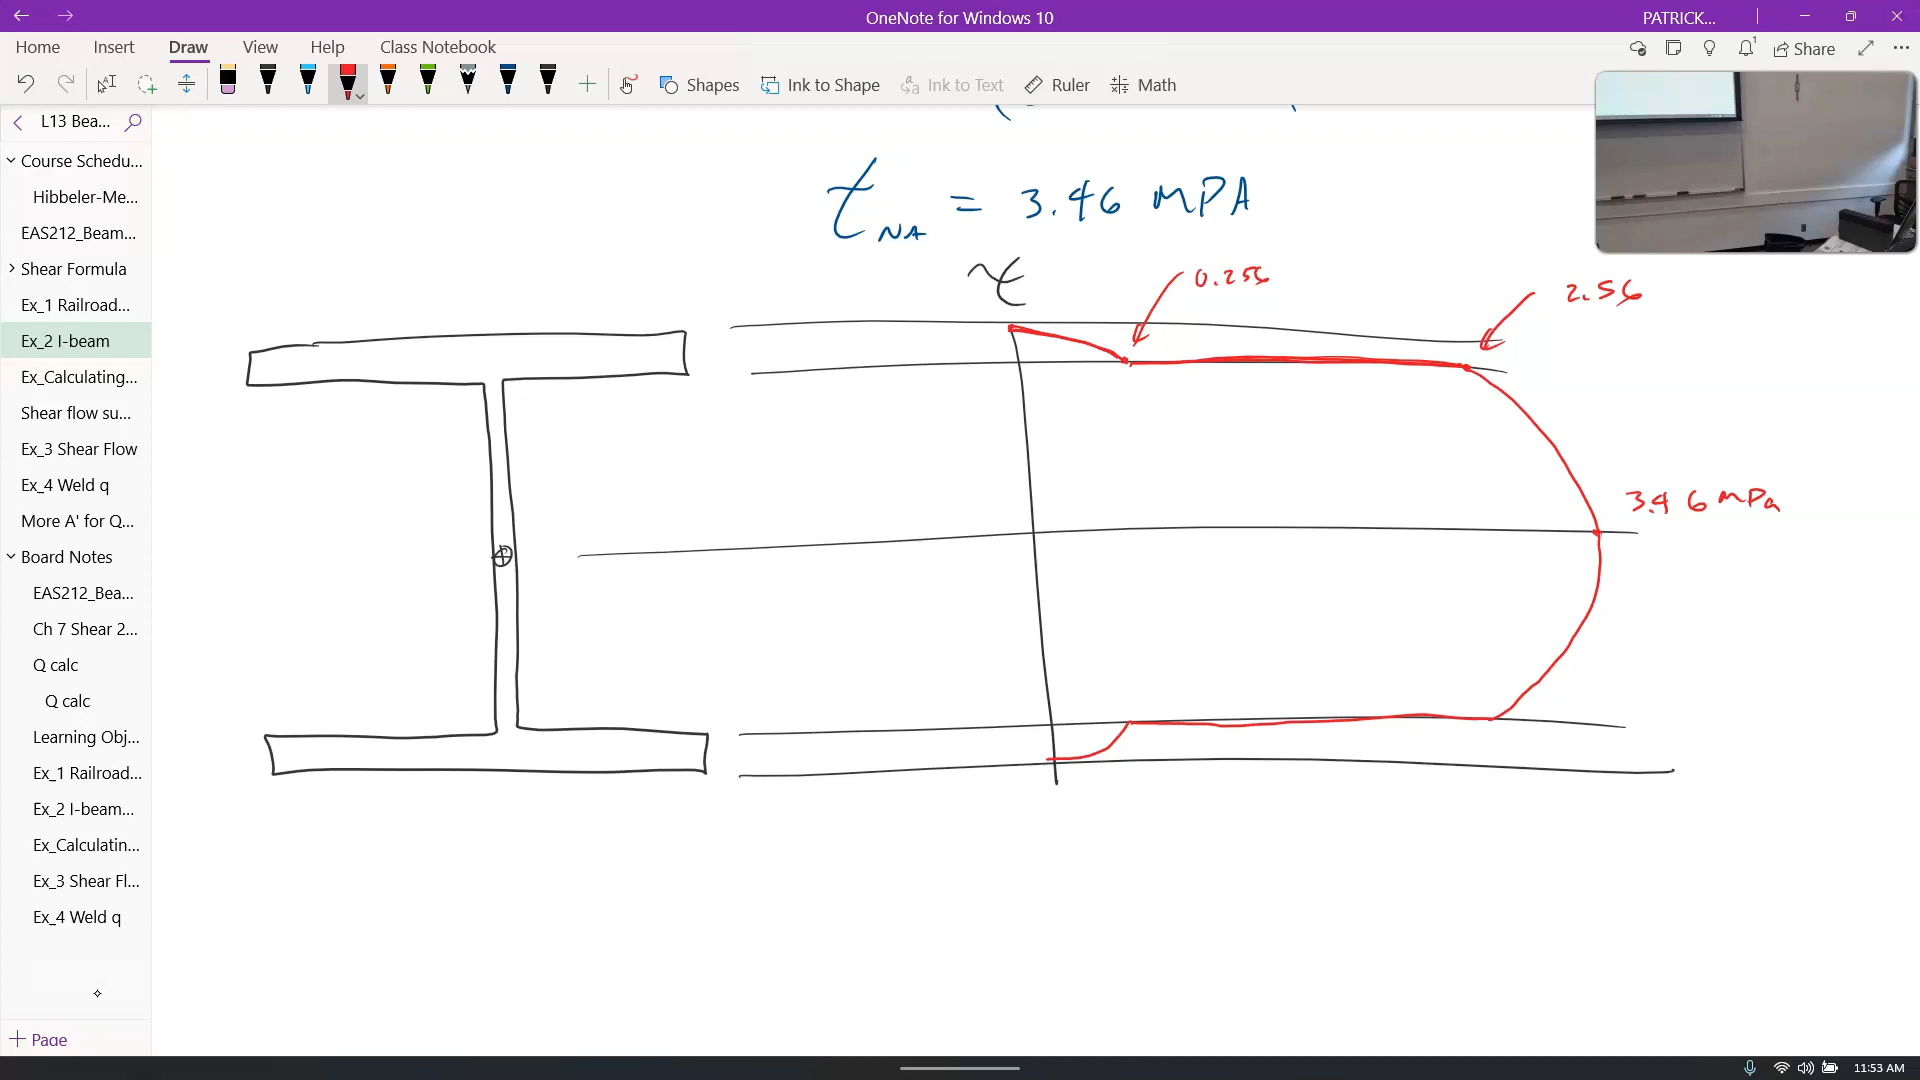 OneNote for Windows 10
PATRICK...
Home Insert Draw View Help Class Notebook
Share
Shapes Ink to Shape Ink to Text Ruler Math
L13 Bea...
Course Schedu...
Hibbeler-Me...
EAS212_Beam...
Shear Formula
Ex_1 Railroad...
Ex_2 I-beam
Ex_Calculating...
Shear flow su...
Ex_3 Shear Flow
Ex_4 Weld q
More A' for Q...
Board Notes
EAS212_Bea...
Ch 7 Shear 2...
Q calc
Q calc
Learning Obj...
Ex_1 Railroad...
Ex_2 I-beam...
Ex_Calculatin...
Ex_3 Shear Fl...
Ex_4 Weld q
Page
τ NA = 3.46 MPA
τ
0.256
2.56
3.46 MPa
11:53 AM